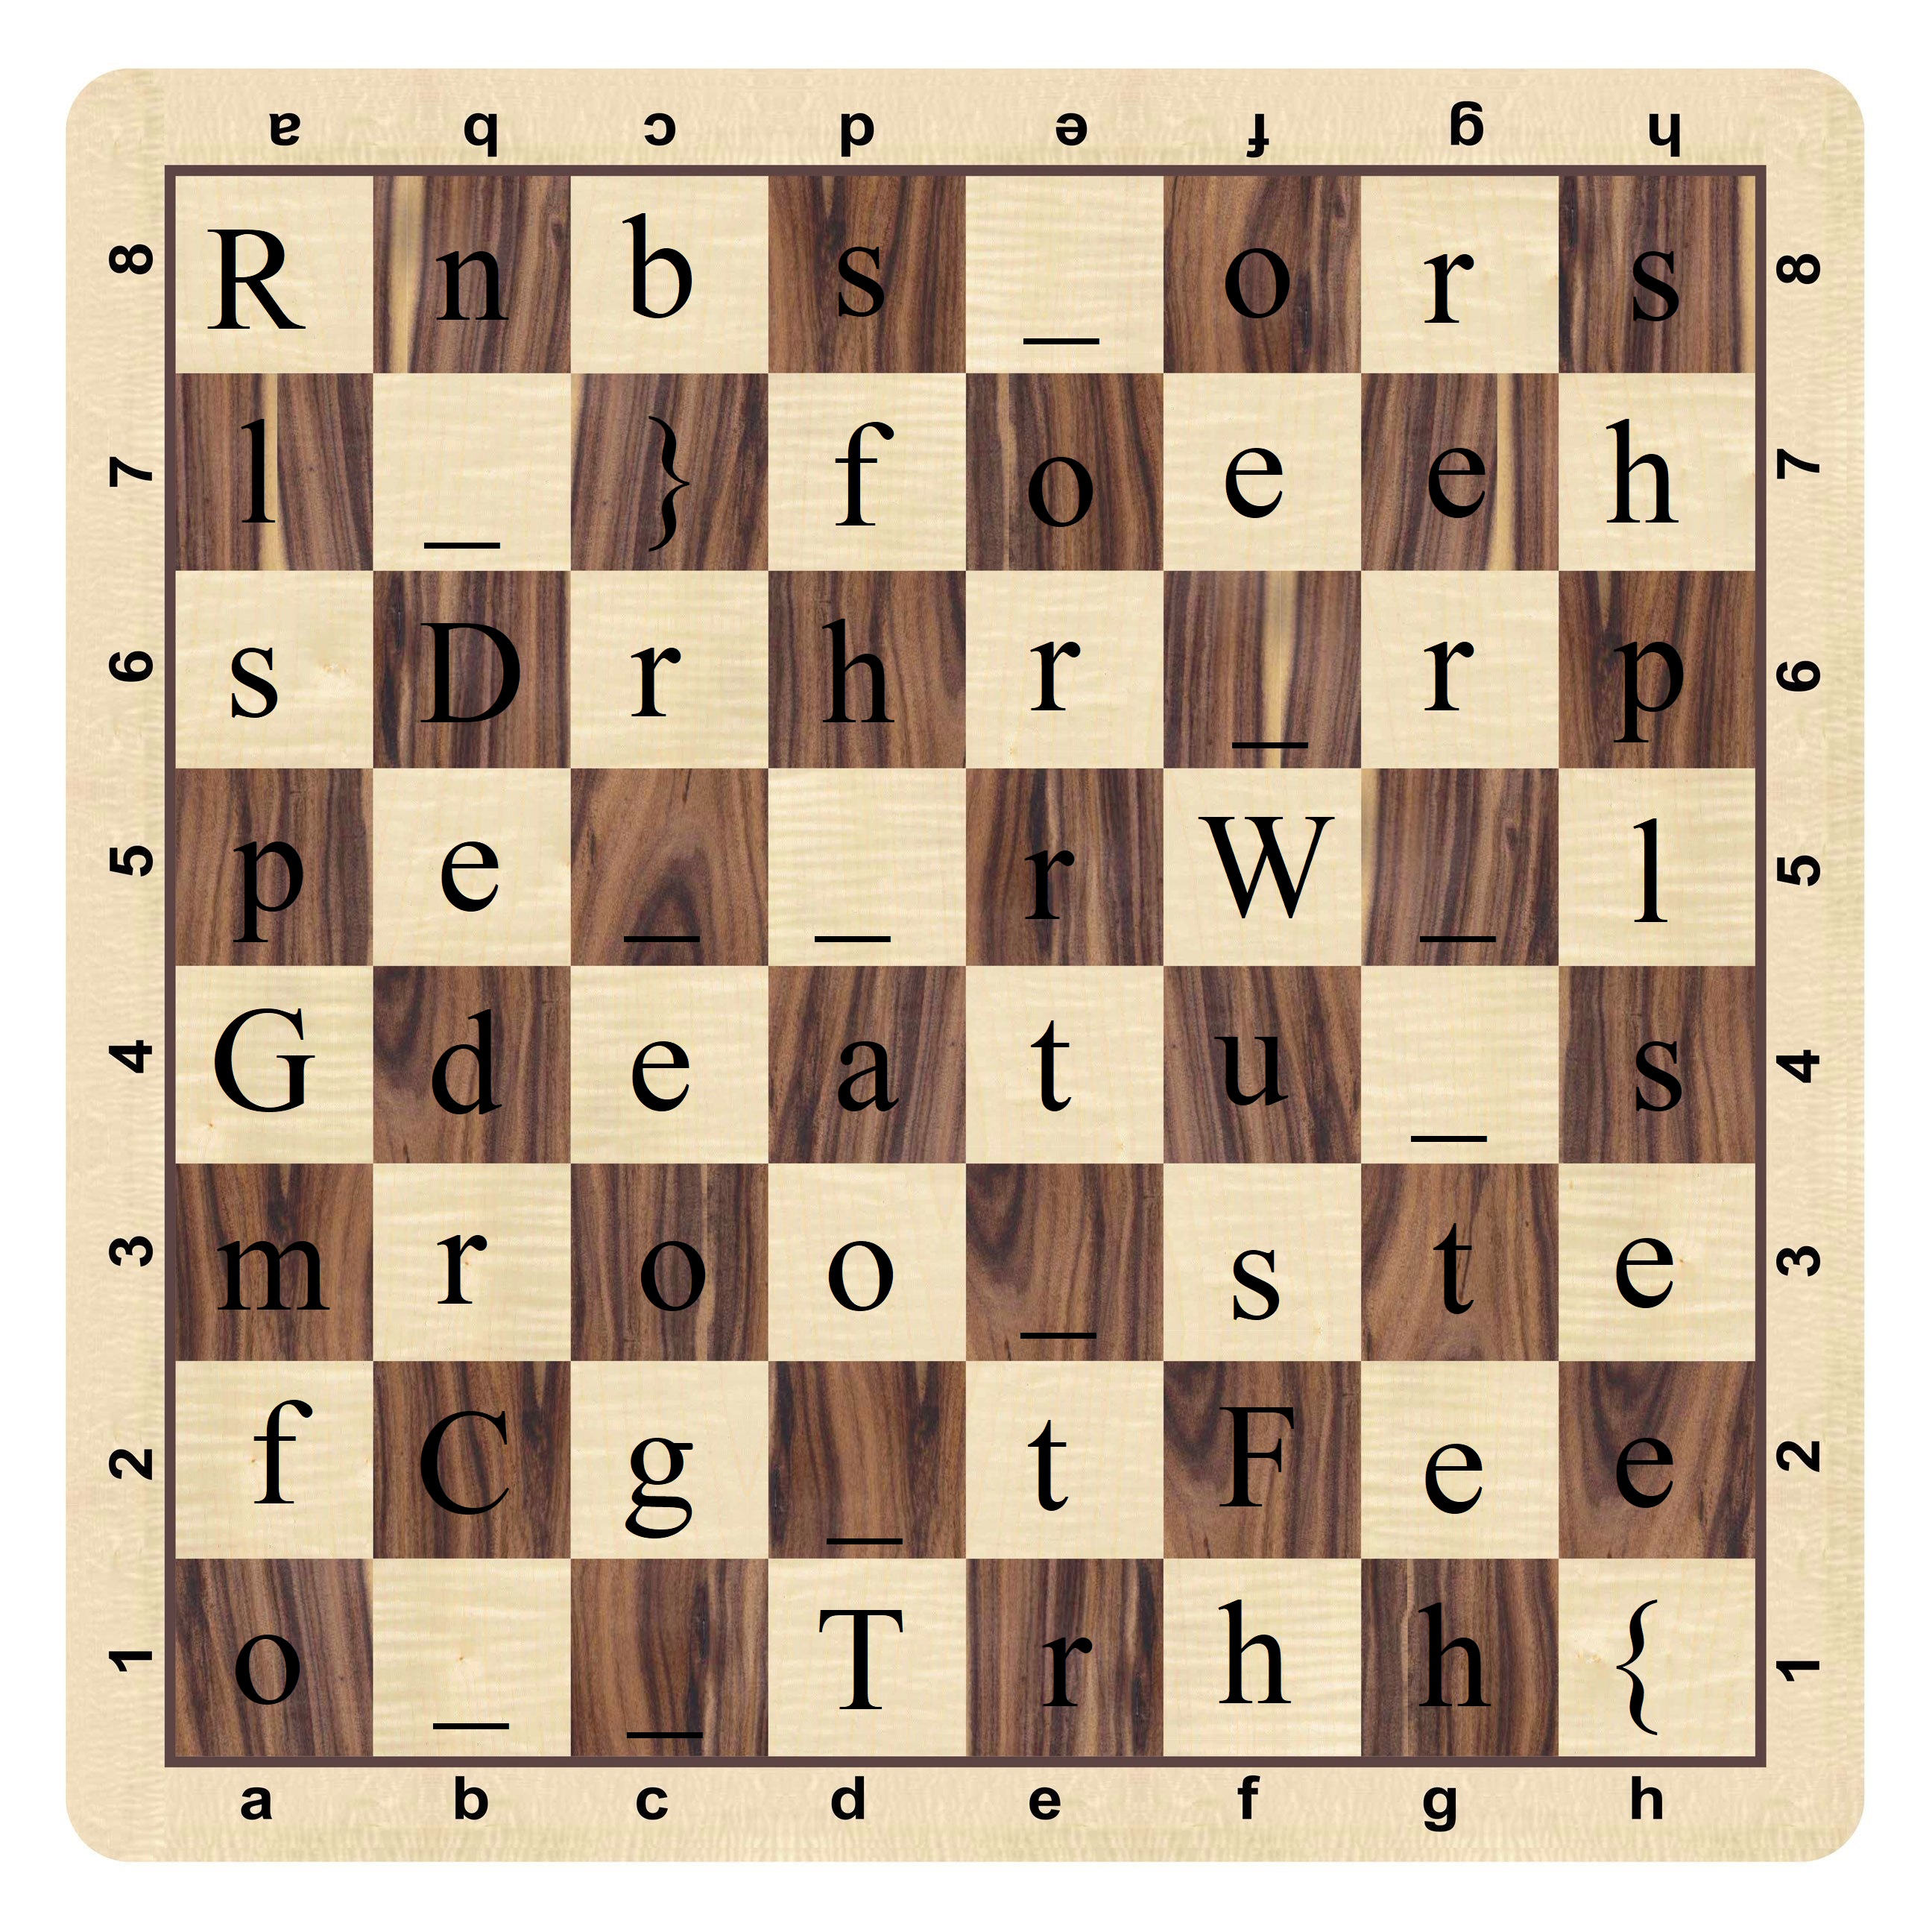 a b c d e f g h
8 R n b s _ o r s 8
7 l _ } f o e e h 7
6 s D r h r _ r p 6
5 p e _ _ r W _ l 5
4 G d e a t u _ s 4
3 m r o o _ s t e 3
2 f C g _ t F e e 2
1 o _ _ T r h h { 1
a b c d e f g h